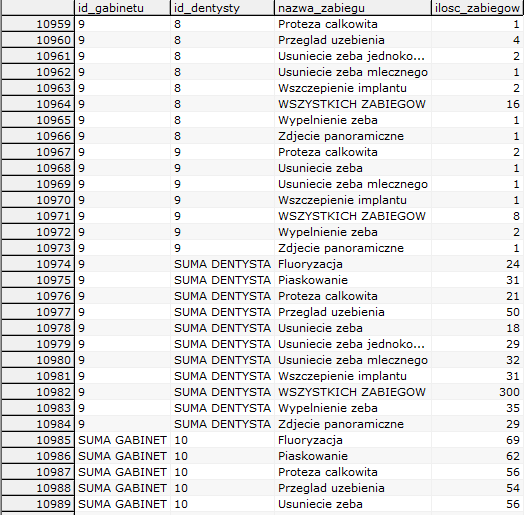 id_gabinetu id_dentysty nazwa_zabiegu ilosc_zabiegow
10959 9 8 Proteza calkowita 1
10960 9 8 Przeglad uzebienia 4
10961 9 8 Usuniecie zeba jednoko... 2
10962 9 8 Usuniecie zeba mlecznego 1
10963 9 8 Wszczepienie implantu 2
10964 9 8 WSZYSTKICH ZABIEGOW 16
10965 9 8 Wypelnienie zeba 1
10966 9 8 Zdjecie panoramiczne 1
10967 9 9 Proteza calkowita 2
10968 9 9 Usuniecie zeba 1
10969 9 9 Usuniecie zeba mlecznego 1
10970 9 9 Wszczepienie implantu 1
10971 9 9 WSZYSTKICH ZABIEGOW 8
10972 9 9 Wypelnienie zeba 2
10973 9 9 Zdjecie panoramiczne 1
10974 9 SUMA DENTYSTA Fluoryzacja 24
10975 9 SUMA DENTYSTA Piaskowanie 31
10976 9 SUMA DENTYSTA Proteza calkowita 21
10977 9 SUMA DENTYSTA Przeglad uzebienia 50
10978 9 SUMA DENTYSTA Usuniecie zeba 18
10979 9 SUMA DENTYSTA Usuniecie zeba jednoko... 29
10980 9 SUMA DENTYSTA Usuniecie zeba mlecznego 32
10981 9 SUMA DENTYSTA Wszczepienie implantu 31
10982 9 SUMA DENTYSTA WSZYSTKICH ZABIEGOW 300
10983 9 SUMA DENTYSTA Wypelnienie zeba 35
10984 9 SUMA DENTYSTA Zdjecie panoramiczne 29
10985 SUMA GABINET 10 Fluoryzacja 69
10986 SUMA GABINET 10 Piaskowanie 62
10987 SUMA GABINET 10 Proteza calkowita 56
10988 SUMA GABINET 10 Przeglad uzebienia 54
10989 SUMA GABINET 10 Usuniecie zeba 56